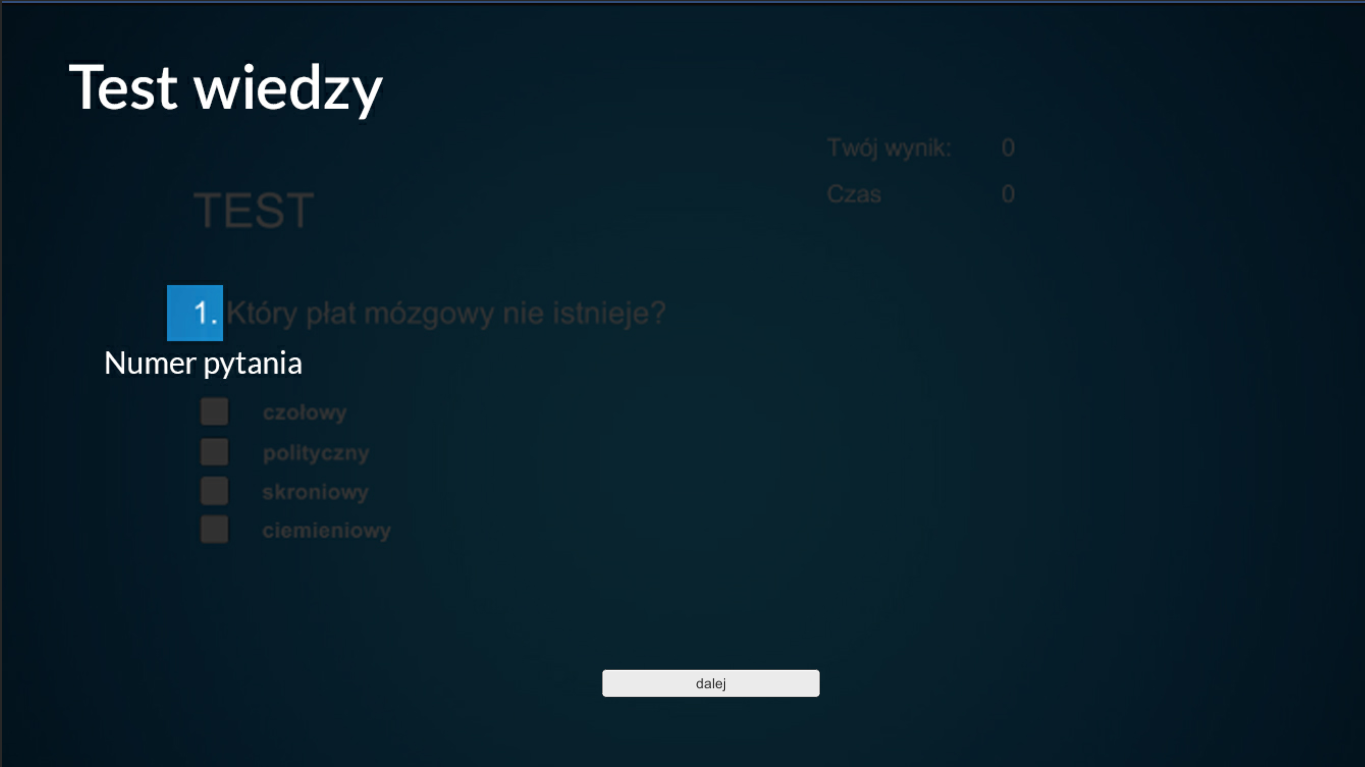 Test wiedzy
Twój wynik: 0
Czas 0
TEST
1. Który płat mózgowy nie istnieje?
Numer pytania
czołowy
polityczny
skroniowy
ciemieniowy
dalej